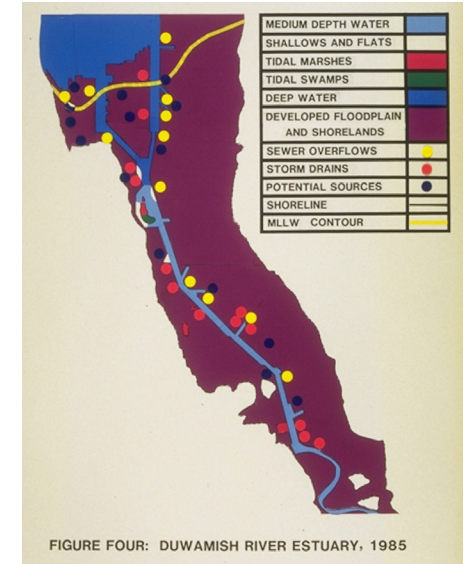 MEDIUM DEPTH WATER
SHALLOWS AND FLATS
TIDAL MARSHES
TIDAL SWAMPS
DEEP WATER
DEVELOPED FLOODPLAIN
AND SHORELANDS
SEWER OVERFLOWS
STORM DRAINS
POTENTIAL SOURCES
SHORELINE
MLLW CONTOUR
FIGURE FOUR: DUWAMISH RIVER ESTUARY, 1985